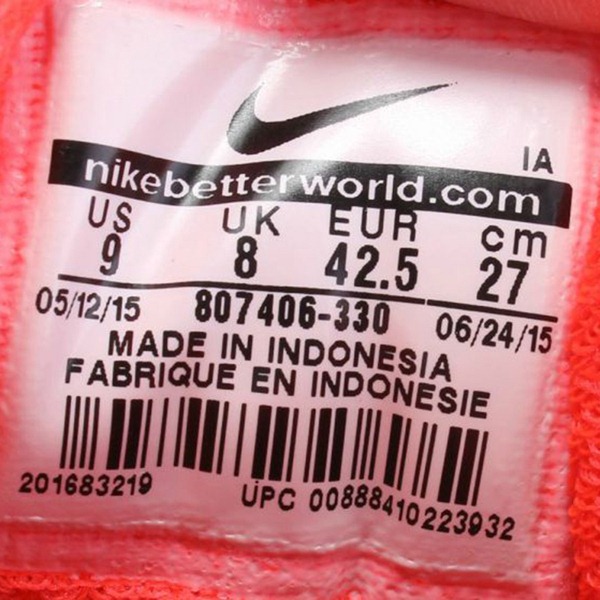 IA
nikebetterworld.com
US UK EUR cm
9 8 42.5 27
05/12/15 807406-330 06/24/15
MADE IN INDONESIA
FABRIQUE EN INDONESIE
201683219 UPC 00888410223932